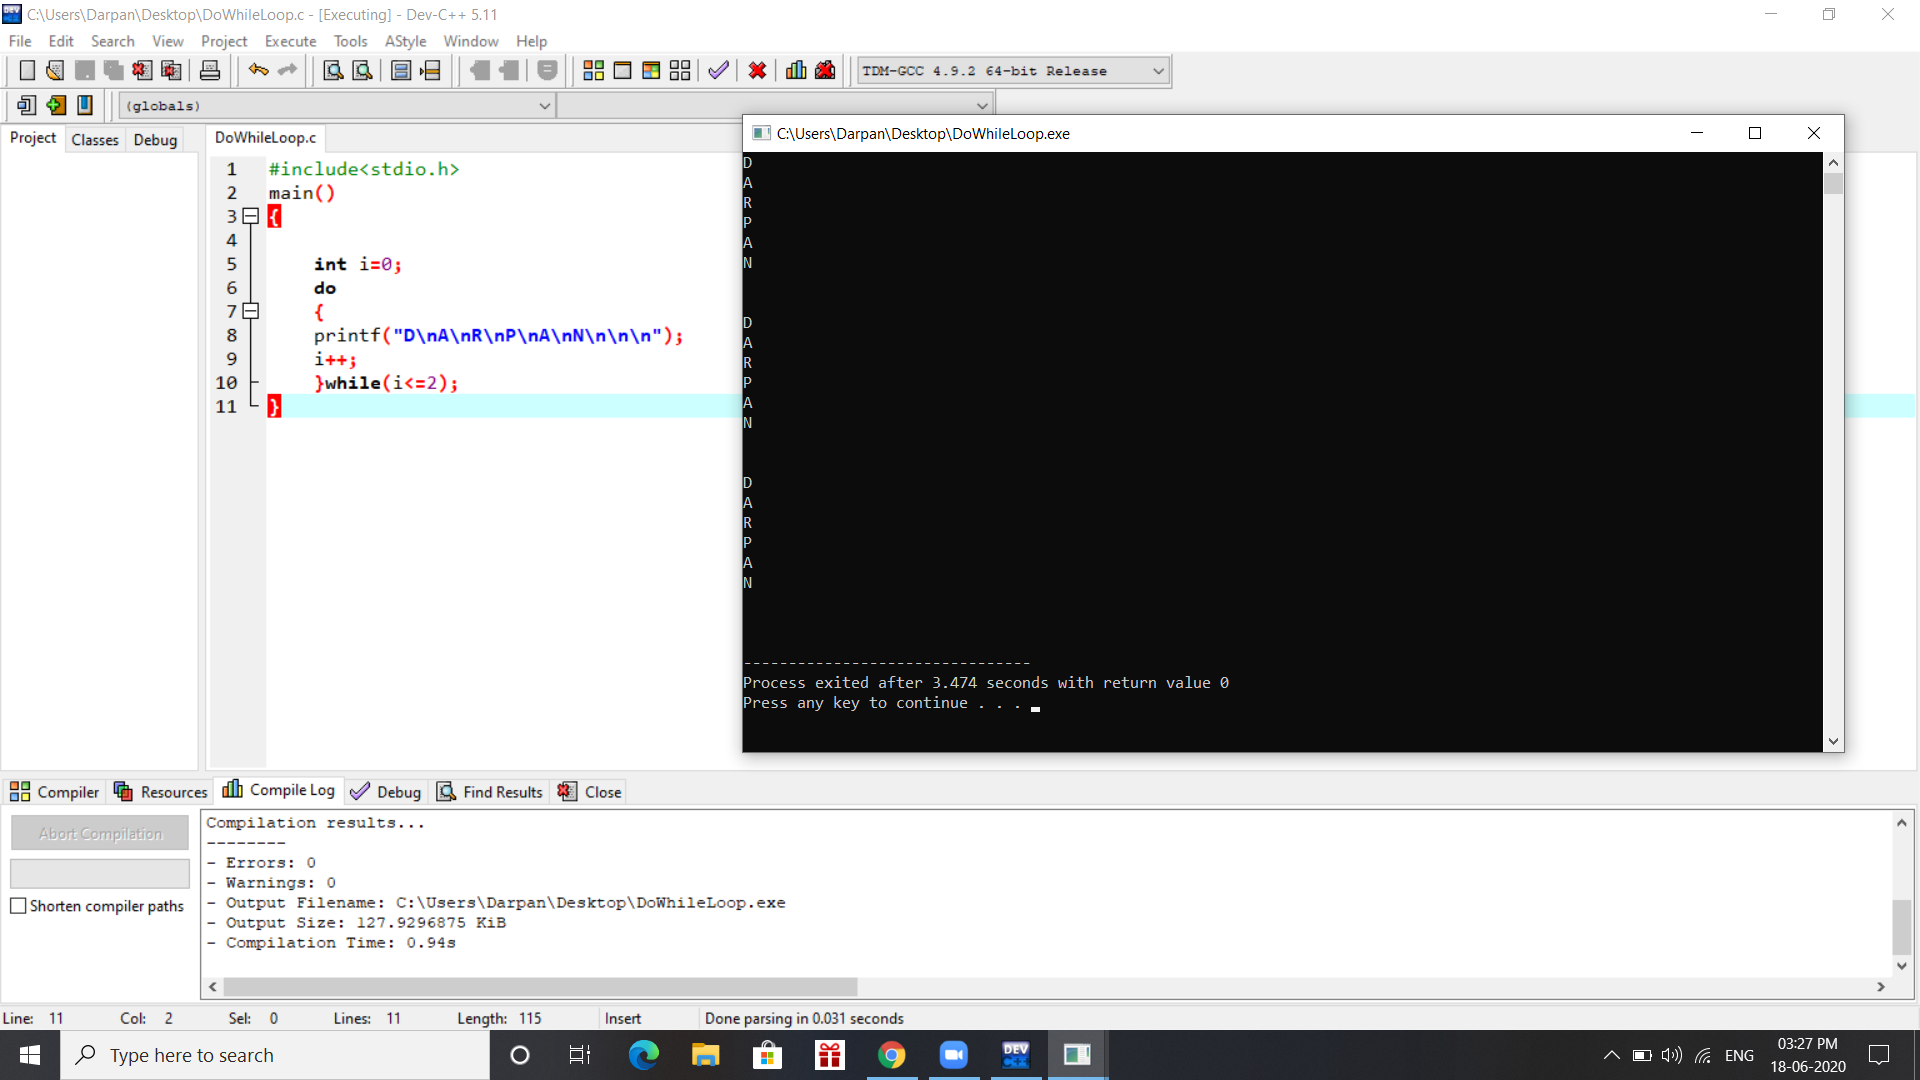 C:\Users\Darpan\Desktop\DoWhileLoop.c - [Executing] - Dev-C++ 5.11
File Edit Search View Project Execute Tools AStyle Window Help
TDM-GCC 4.9.2 64-bit Release
(globals)
Project Classes Debug
DoWhileLoop.c
1 #include<stdio.h>
2 main()
3 {
4
5 int i=0;
6 do
7 {
8 printf("D\nA\nR\nP\nA\nN\n\n\n");
9 i++;
10 }while(i<=2);
11 }
C:\Users\Darpan\Desktop\DoWhileLoop.exe
D
A
R
P
A
N
D
A
R
P
A
N
D
A
R
P
A
N
--------------------------------
Process exited after 3.474 seconds with return value 0
Press any key to continue . . .
Compiler Resources Compile Log Debug Find Results Close
Abort Compilation
Shorten compiler paths
Compilation results...
--------
- Errors: 0
- Warnings: 0
- Output Filename: C:\Users\Darpan\Desktop\DoWhileLoop.exe
- Output Size: 127.9296875 KiB
- Compilation Time: 0.94s
Line: 11 Col: 2 Sel: 0 Lines: 11 Length: 115 Insert Done parsing in 0.031 seconds
Type here to search
DEV C++
ENG
03:27 PM
18-06-2020